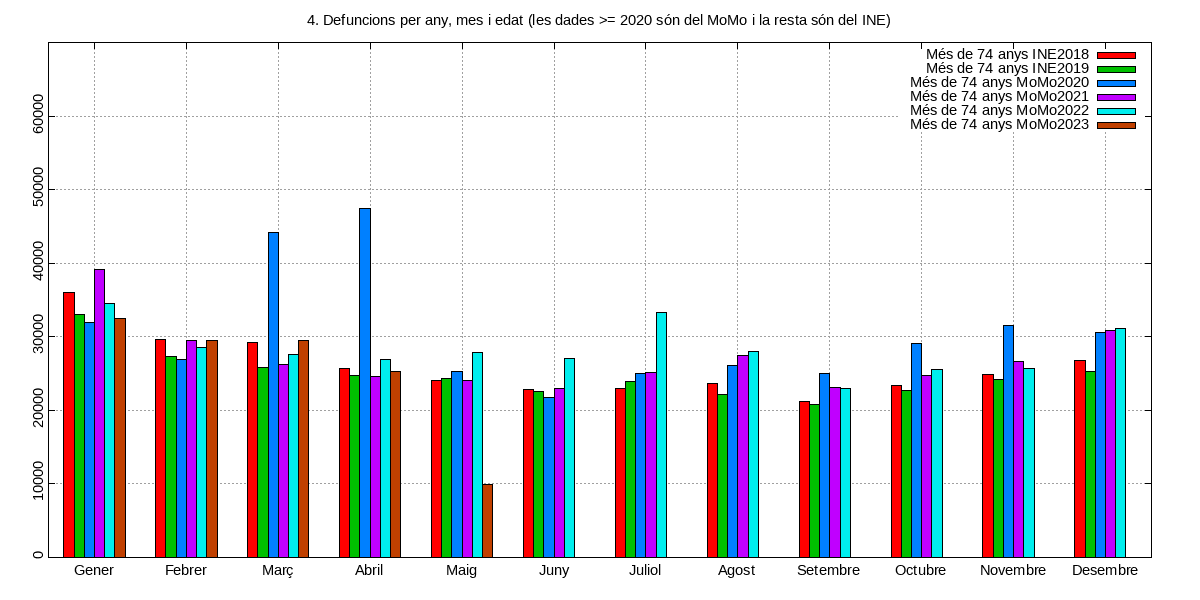 4. Defuncions per any, mes i edat (les dades >= 2020 són del MoMo i la resta són del INE)
Més de 74 anys INE2018
Més de 74 anys INE2019
Més de 74 anys MoMo2020
Més de 74 anys MoMo2021
Més de 74 anys MoMo2022
Més de 74 anys MoMo2023
60000
50000
40000
30000
20000
10000
0
Gener Febrer Març Abril Maig Juny Juliol Agost Setembre Octubre Novembre Desembre